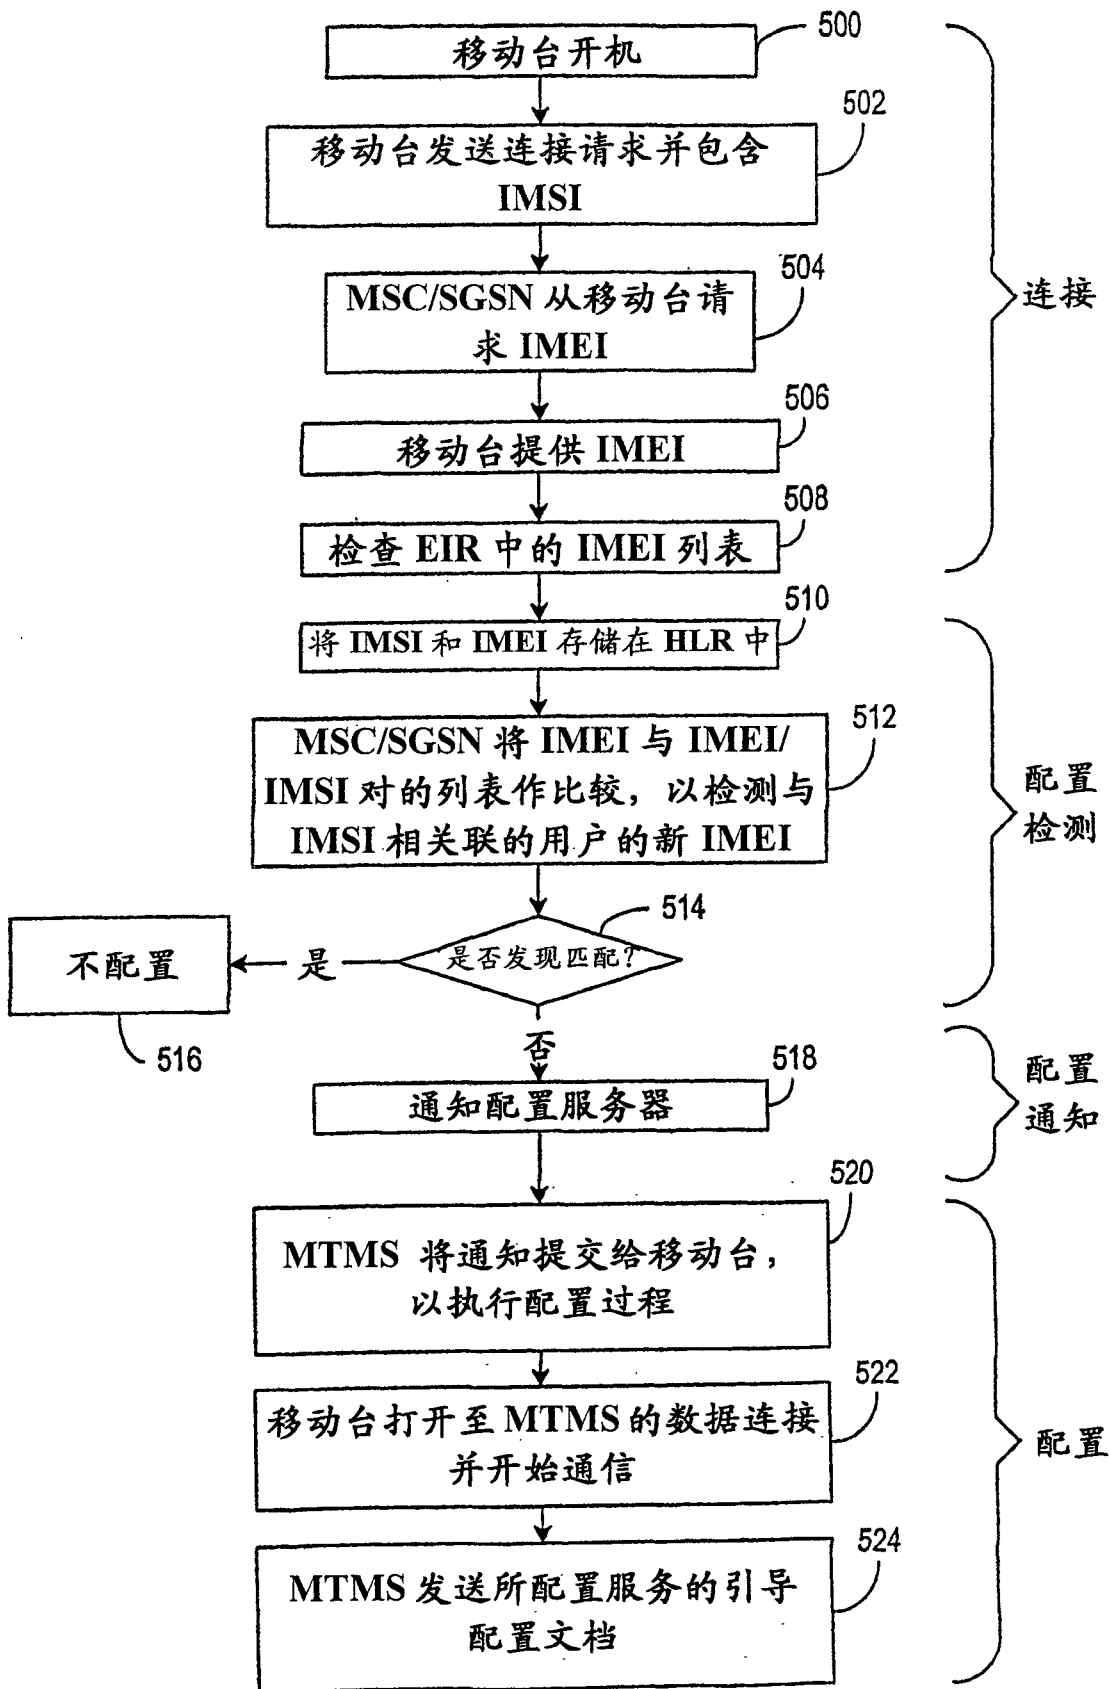 500
移动台开机
502
移动台发送连接请求并包含
IMSI
504
MSC/SGSN 从移动台请
求 IMEI
连接
506
移动台提供 IMEI
508
检查 EIR 中的 IMEI 列表
510
将 IMSI 和 IMEI 存储在 HLR 中
512
MSC/SGSN 将 IMEI 与 IMEI/
IMSI 对的列表作比较，以检测与
IMSI 相关联的用户的新 IMEI
配置
检测
514
是否发现匹配？
是
不配置
516
否
518
通知配置服务器
配置
通知
520
MTMS 将通知提交给移动台，
以执行配置过程
522
移动台打开至 MTMS 的数据连接
并开始通信
配置
524
MTMS 发送所配置服务的引导
配置文档